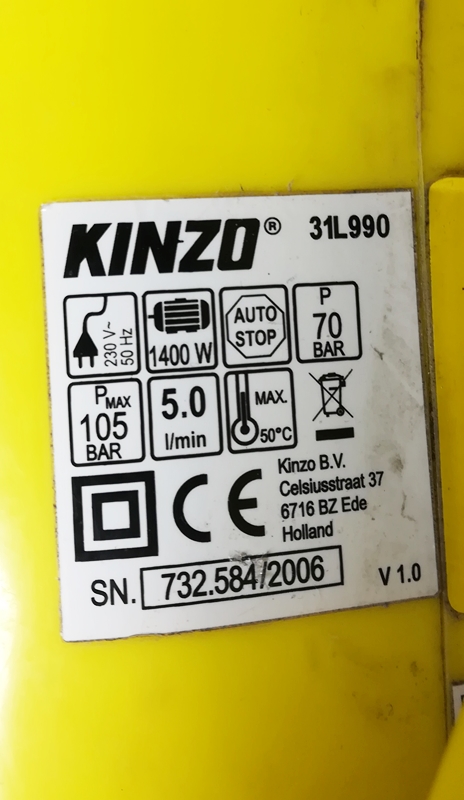 KINZO® 31L990
230 V~
50 Hz
1400 W
AUTO
STOP
P
70
BAR
PMAX
105
BAR
5.0
l/min
MAX.
50°C
CE
Kinzo B.V.
Celsiusstraat 37
6716 BZ Ede
Holland
SN. 732.584/2006 V 1.0